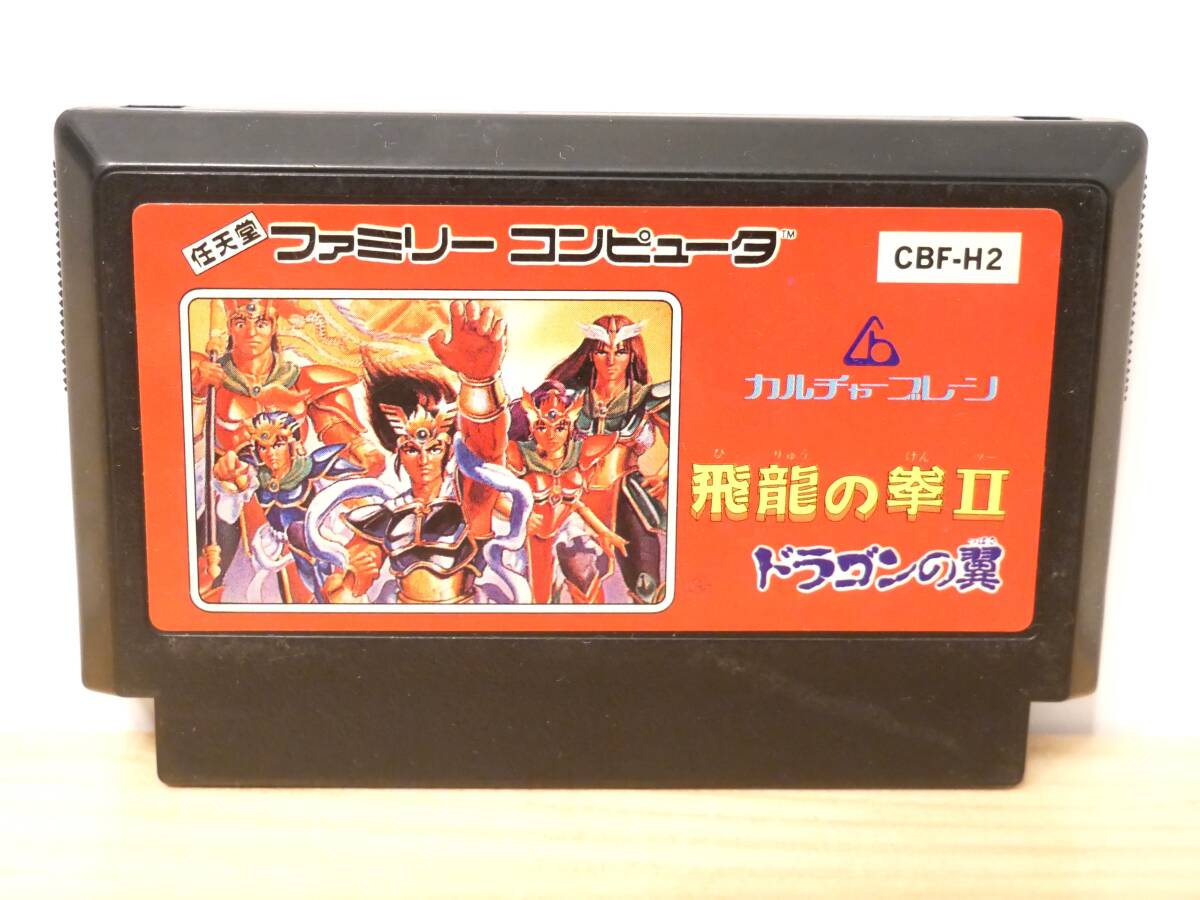 任天堂 ファミリー コンピュータ™
CBF-H2
カルチャーブレーン
ひりゅう けん ツー
飛龍の拳II
つばさ
ドラゴンの翼